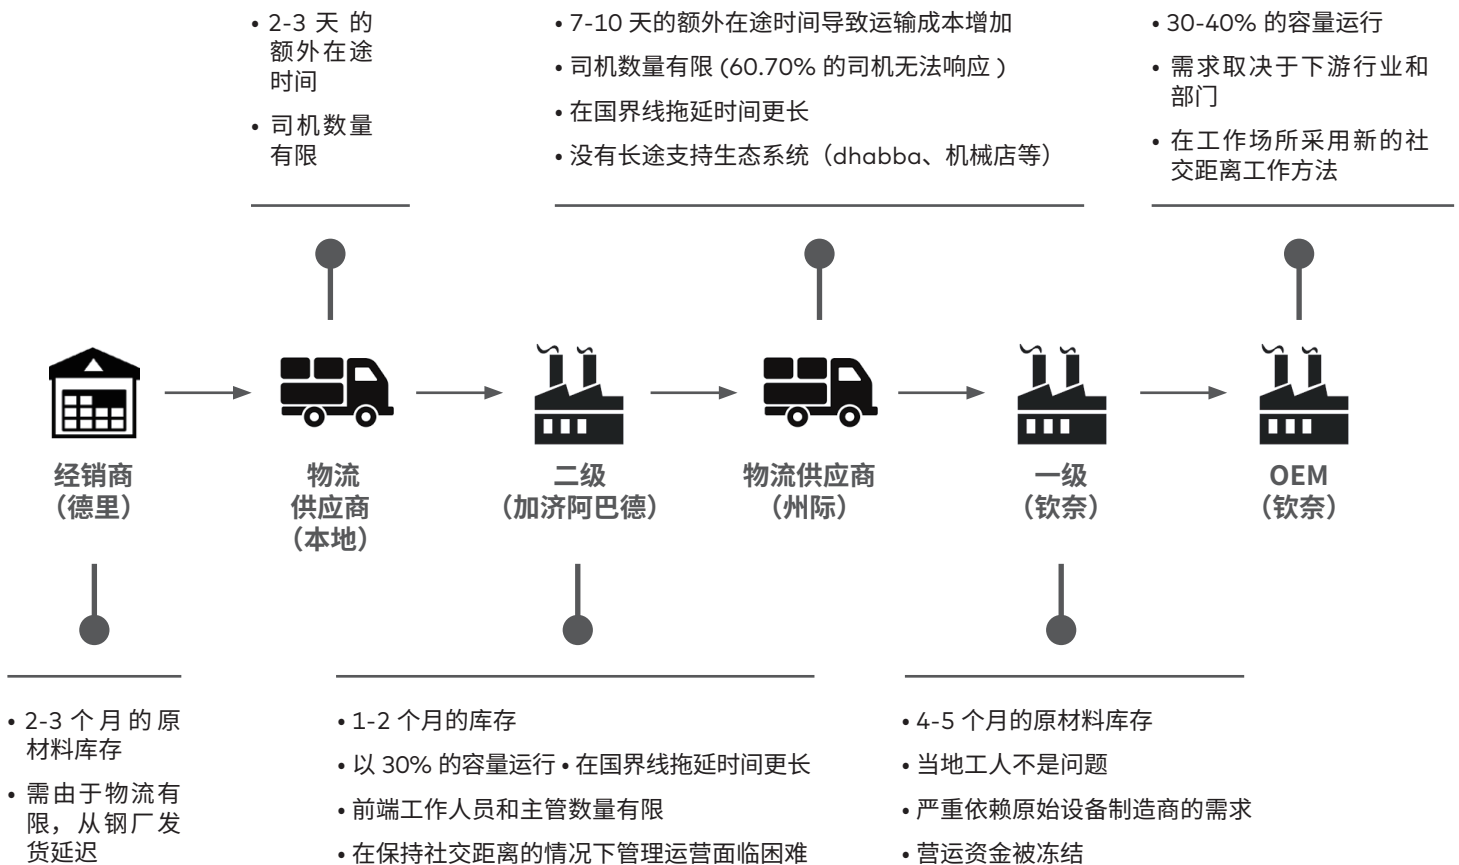 • 2-3 天 的
额外在途
时间
• 司机数量
有限
• 7-10 天的额外在途时间导致运输成本增加
• 司机数量有限 (60.70% 的司机无法响应 )
• 在国界线拖延时间更长
• 没有长途支持生态系统（dhabba、机械店等）
• 30-40% 的容量运行
• 需求取决于下游行业和
部门
• 在工作场所采用新的社
交距离工作方法
经销商
（德里）
物流
供应商
（本地）
二级
（加济阿巴德）
物流供应商
（州际）
一级
（钦奈）
OEM
（钦奈）
• 2-3 个月的原
材料库存
• 需由于物流有
限，从钢厂发
货延迟
• 1-2 个月的库存
• 以 30% 的容量运行 • 在国界线拖延时间更长
• 前端工作人员和主管数量有限
• 在保持社交距离的情况下管理运营面临困难
• 4-5 个月的原材料库存
• 当地工人不是问题
• 严重依赖原始设备制造商的需求
• 营运资金被冻结